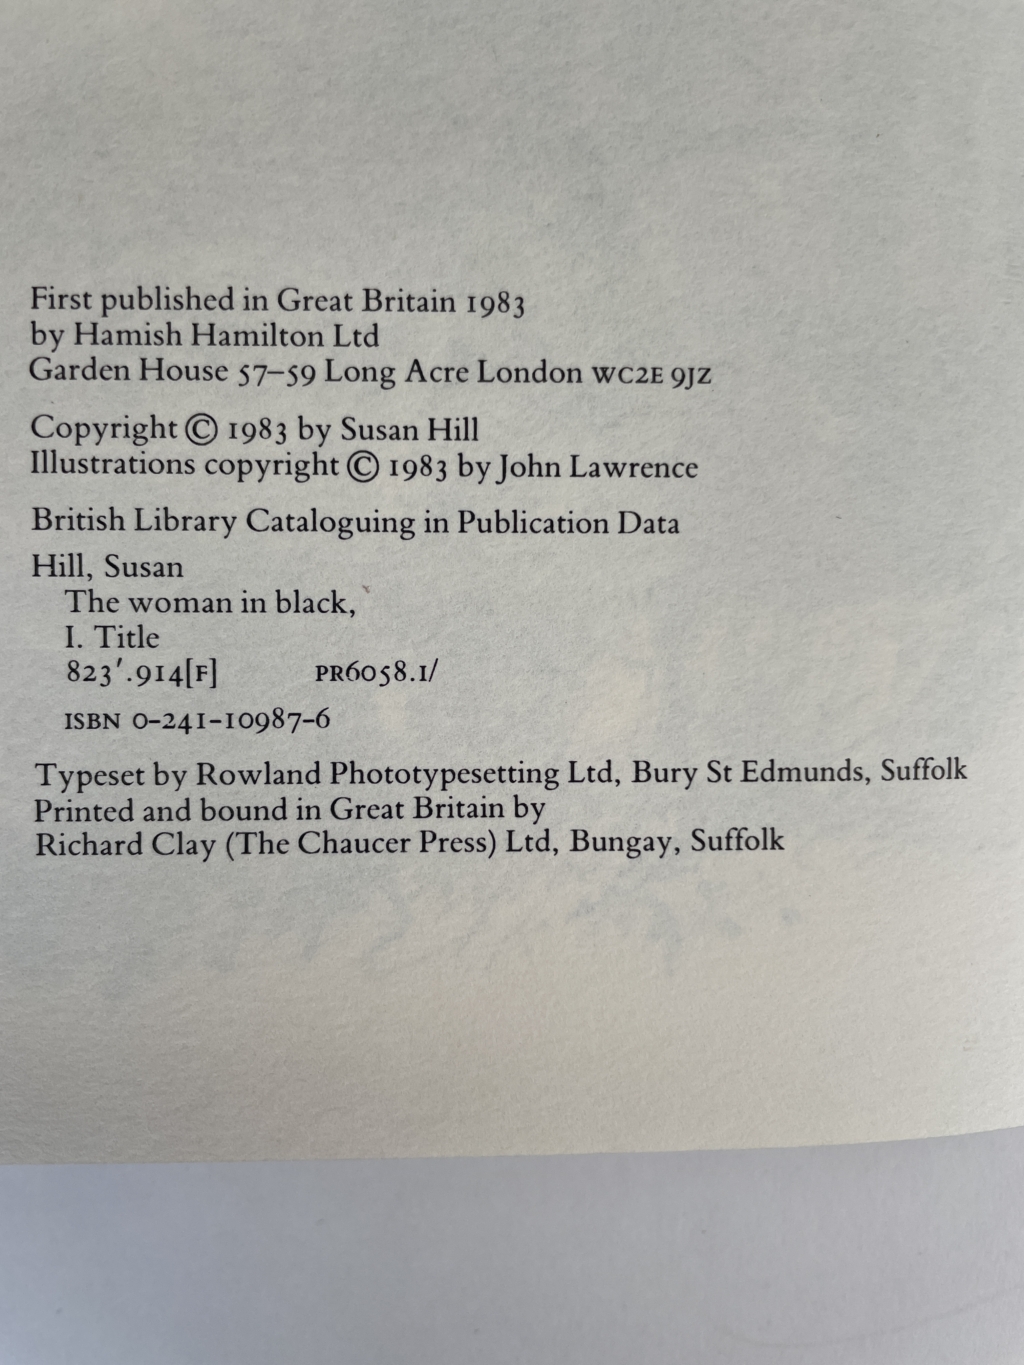 First published in Great Britain 1983
by Hamish Hamilton Ltd
Garden House 57–59 Long Acre London WC2E 9JZ
Copyright © 1983 by Susan Hill
Illustrations copyright © 1983 by John Lawrence
British Library Cataloguing in Publication Data
Hill, Susan
The woman in black,
I. Title
823'.914[F] PR6058.I/
ISBN 0-241-10987-6
Typeset by Rowland Phototypesetting Ltd, Bury St Edmunds, Suffolk
Printed and bound in Great Britain by
Richard Clay (The Chaucer Press) Ltd, Bungay, Suffolk